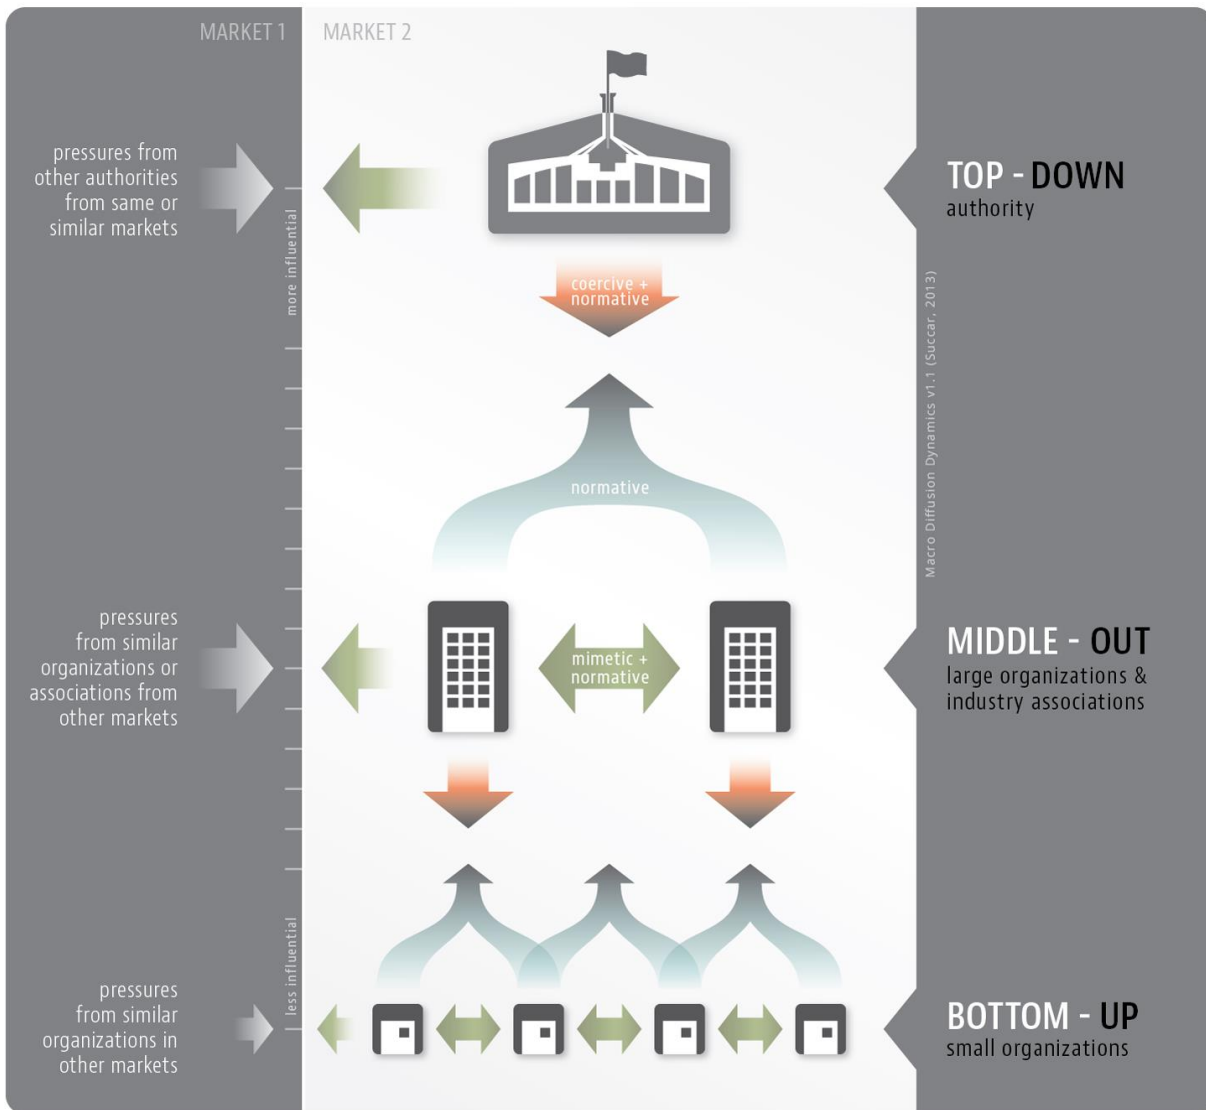 MARKET 1
MARKET 2
pressures from
other authorities
from same or
similar markets
more influential
coercive +
normative
TOP - DOWN
authority
Macro Diffusion Dynamics v1.1 (Succar, 2013)
normative
pressures
from similar
organizations or
associations from
other markets
mimetic +
normative
MIDDLE - OUT
large organizations &
industry associations
less influential
pressures
from similar
organizations in
other markets
BOTTOM - UP
small organizations